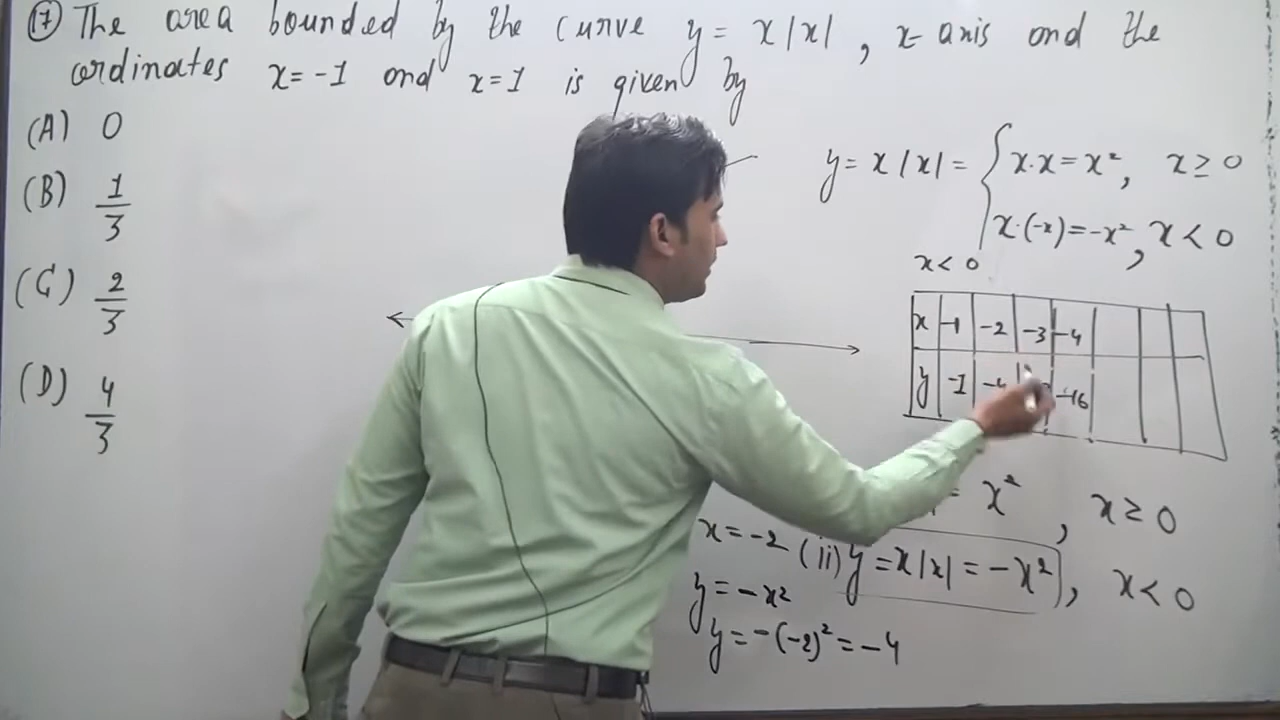 (17) The area bounded by the curve y = x|x| , x-axis and the
ordinates x = -1 and x = 1 is given by
(A) 0
(B) 1/3
(C) 2/3
(D) 4/3
y = x|x| = { x·x = x², x ≥ 0
x·(-x) = -x², x < 0
x < 0
x -1 -2 -3 -4
y -1 -4 -16
= x² , x ≥ 0
(ii) y = x|x| = -x² , x < 0
x = -2
y = -x²
y = -(-2)² = -4